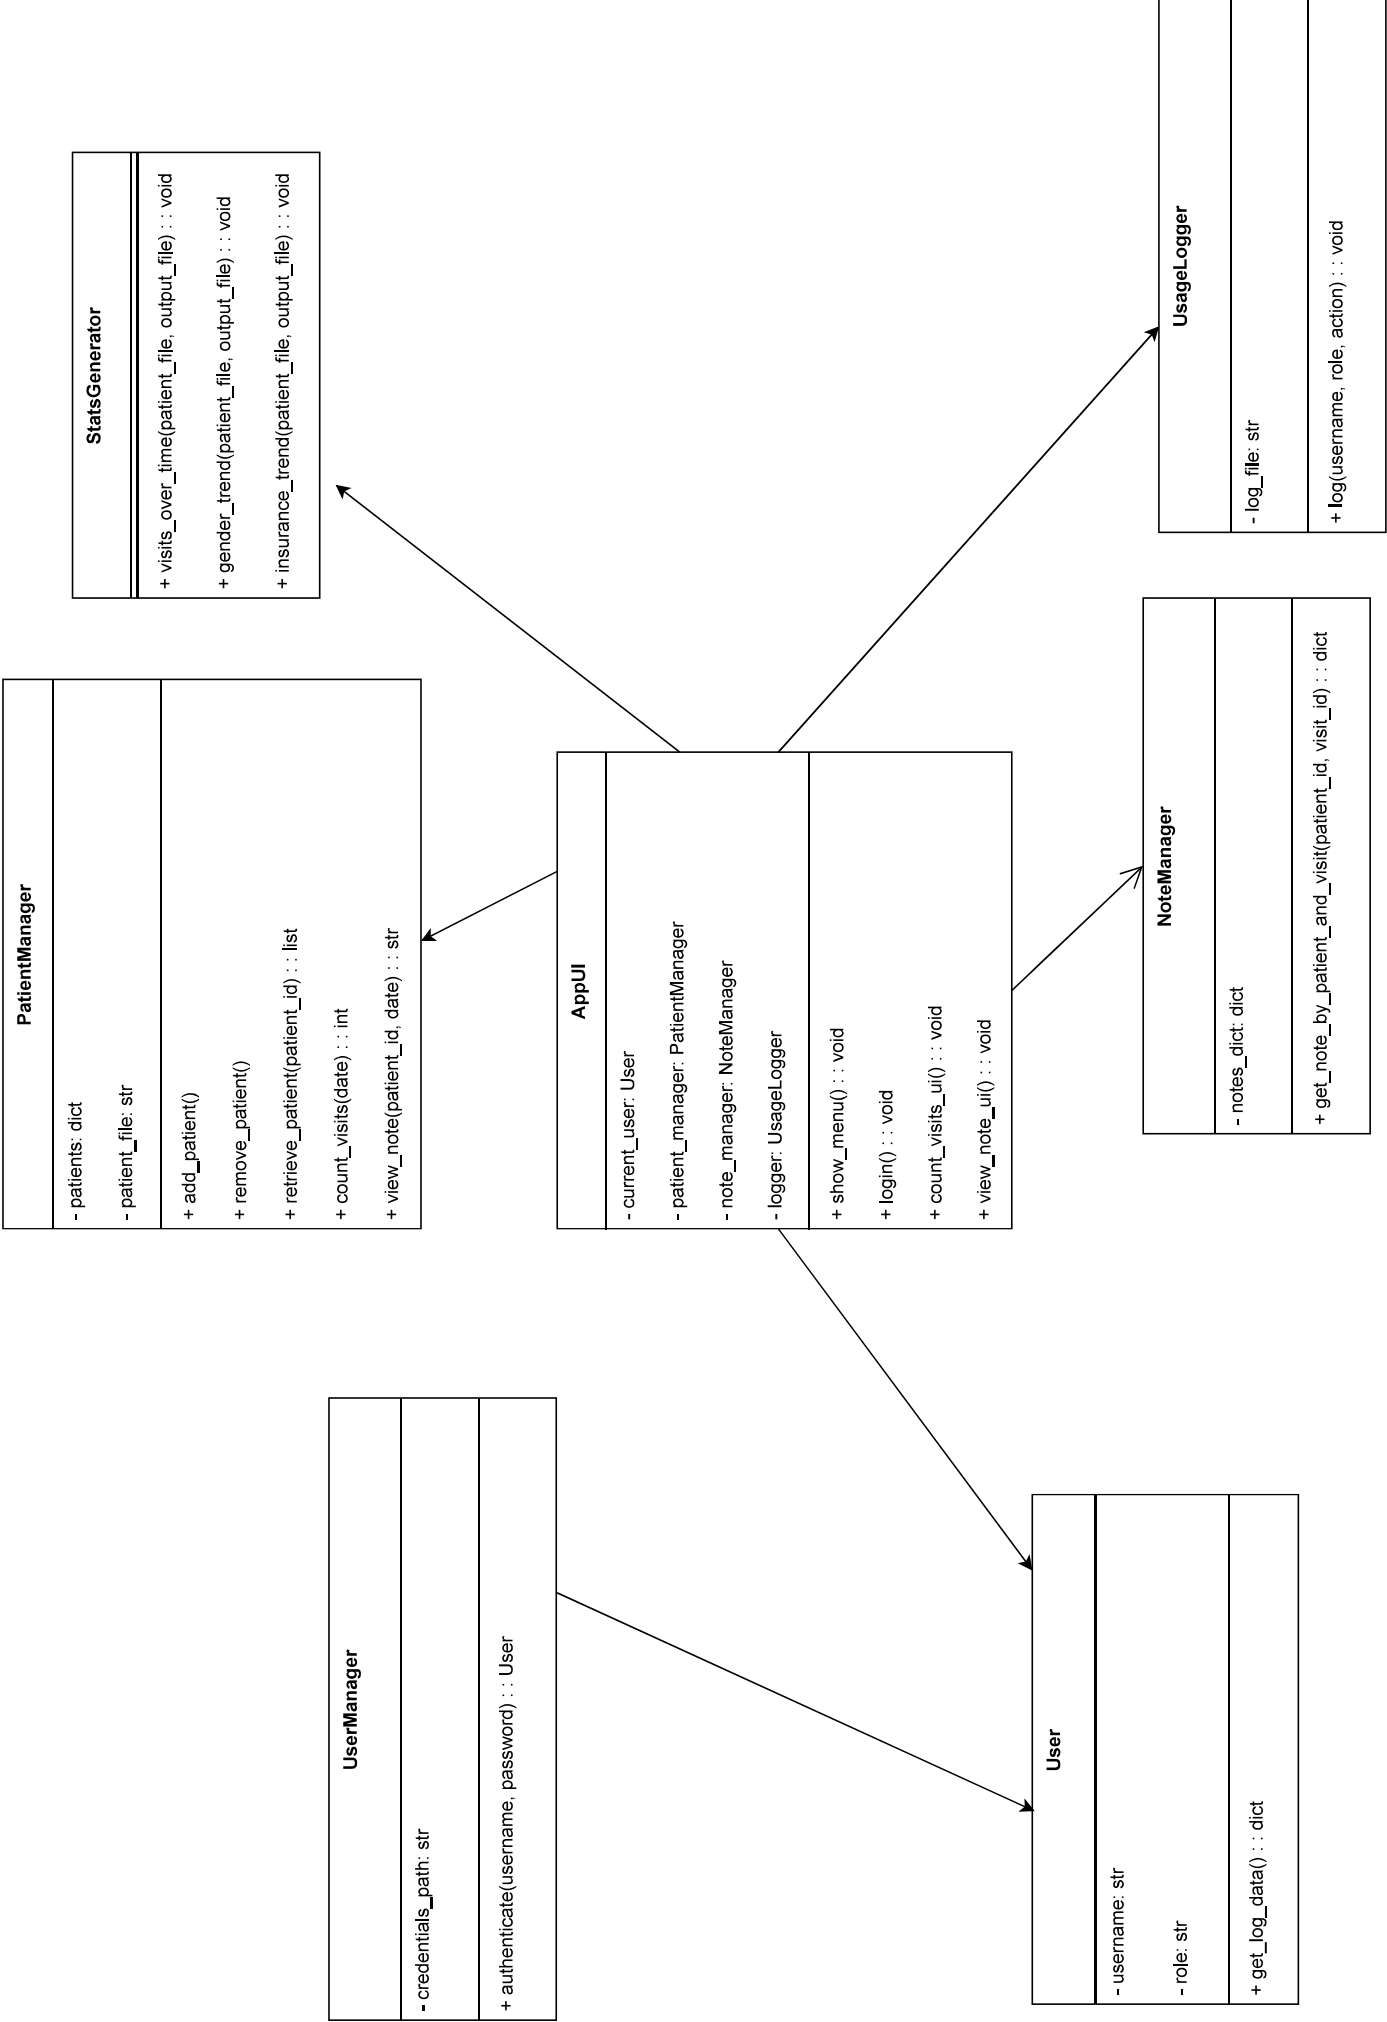 UserManager
- credentials_path: str
+ authenticate(username, password) : : User
PatientManager
- patients: dict
- patient_file: str
+ add_patient()
+ remove_patient()
+ retrieve_patient(patient_id) : : list
+ count_visits(date) : : int
+ view_note(patient_id, date) : : str
StatsGenerator
+ visits_over_time(patient_file, output_file) : : void
+ gender_trend(patient_file, output_file) : : void
+ insurance_trend(patient_file, output_file) : : void
AppUI
- current_user: User
- patient_manager: PatientManager
- note_manager: NoteManager
- logger: UsageLogger
+ show_menu() : : void
+ login() : : void
+ count_visits_ui() : : void
+ view_note_ui() : : void
User
- username: str
- role: str
+ get_log_data() : : dict
NoteManager
- notes_dict: dict
+ get_note_by_patient_and_visit(patient_id, visit_id) : : dict
UsageLogger
- log_file: str
+ log(username, role, action) : : void